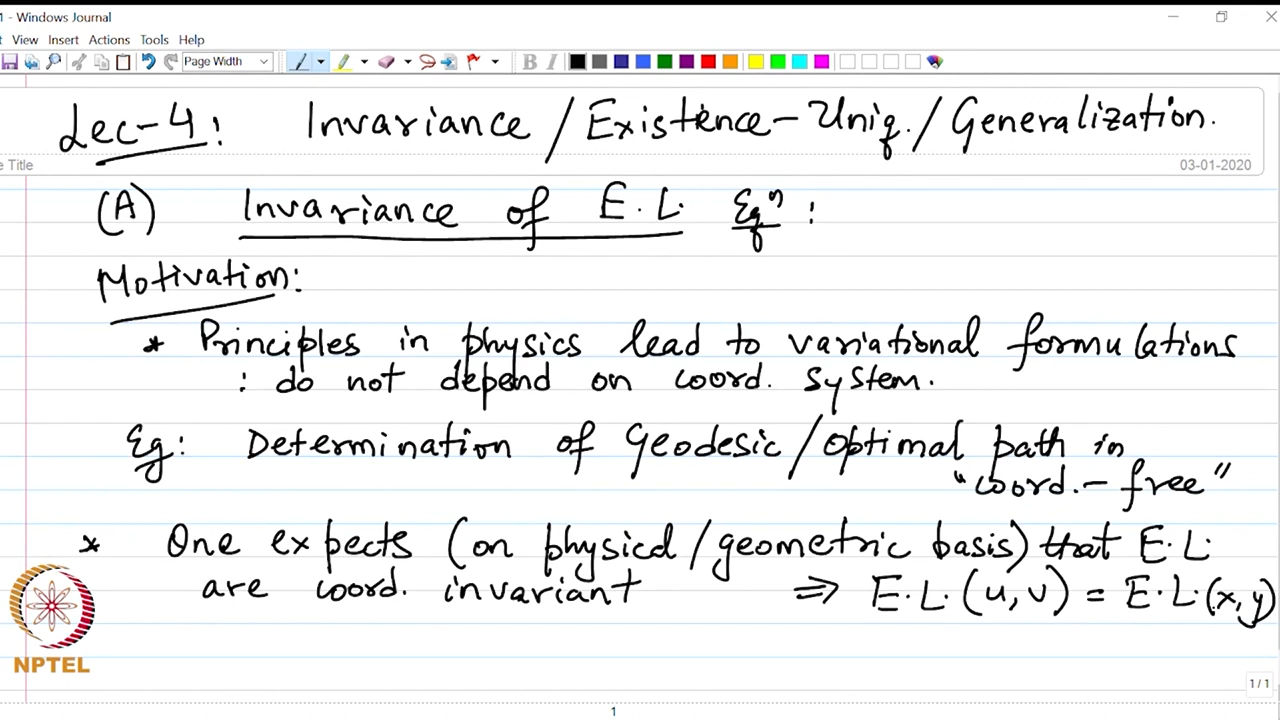 1 - Windows Journal
t View Insert Actions Tools Help
Page Width
B I
Lec-4: Invariance / Existence - Uniq. / Generalization.
e Title
03-01-2020
(A) Invariance of E.L. Eqⁿ :
Motivation:
* Principles in physics lead to variational formulations
: do not depend on coord. system.
Eg: Determination of Geodesic / optimal path in
"coord. - free"
* One expects (on physical / geometric basis) that E.L.
are coord. invariant ⇒ E.L.(u,v) = E.L.(x,y)
NPTEL
1 / 1
1